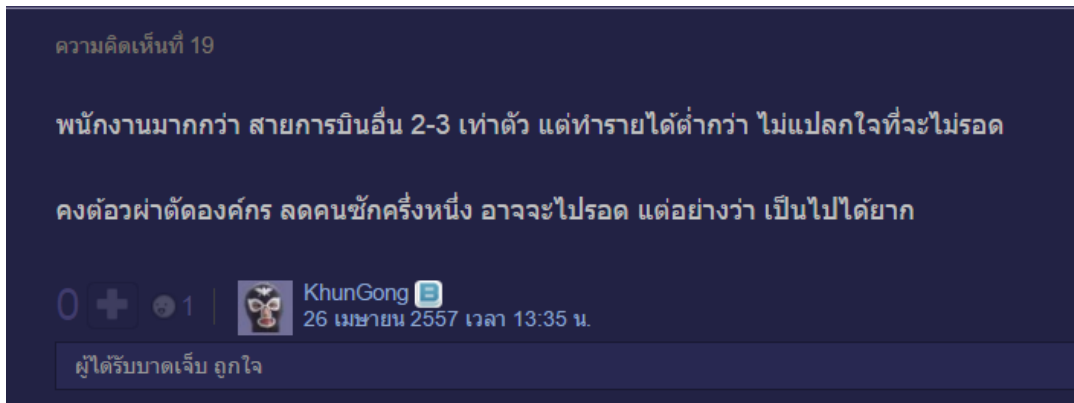 ความคิดเห็นที่ 19
พนักงานมากกว่า สายการบินอื่น 2-3 เท่าตัว แต่ทำรายได้ต่ำกว่า ไม่แปลกใจที่จะไม่รอด
คงต้อวผ่าตัดองค์กร ลดคนซักครึ่งหนึ่ง อาจจะไปรอด แต่อย่างว่า เป็นไปได้ยาก
0 1 KhunGong
26 เมษายน 2557 เวลา 13:35 น.
ผู้ได้รับบาดเจ็บ ถูกใจ